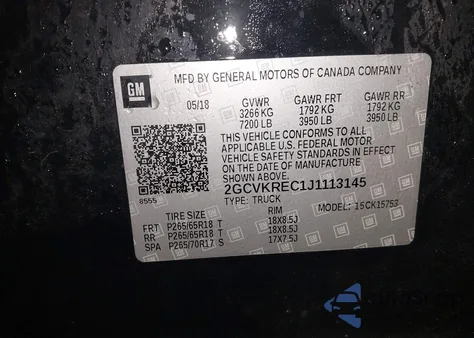 MFD BY GENERAL MOTORS OF CANADA COMPANY
GM
05/18 GVWR GAWR FRT GAWR RR
3266 KG 1792 KG 1792 KG
7200 LB 3950 LB 3950 LB
THIS VEHICLE CONFORMS TO ALL
APPLICABLE U.S. FEDERAL MOTOR
VEHICLE SAFETY STANDARDS IN EFFECT
ON THE DATE OF MANUFACTURE
SHOWN ABOVE.
8555
2GCVKREC1J1113145
TYPE: TRUCK MODEL: 15CK15753
TIRE SIZE RIM
FRT P265/65R18 T 18X8.5J
RR P265/65R18 T 18X8.5J
SPA P265/70R17 S 17X7.5J